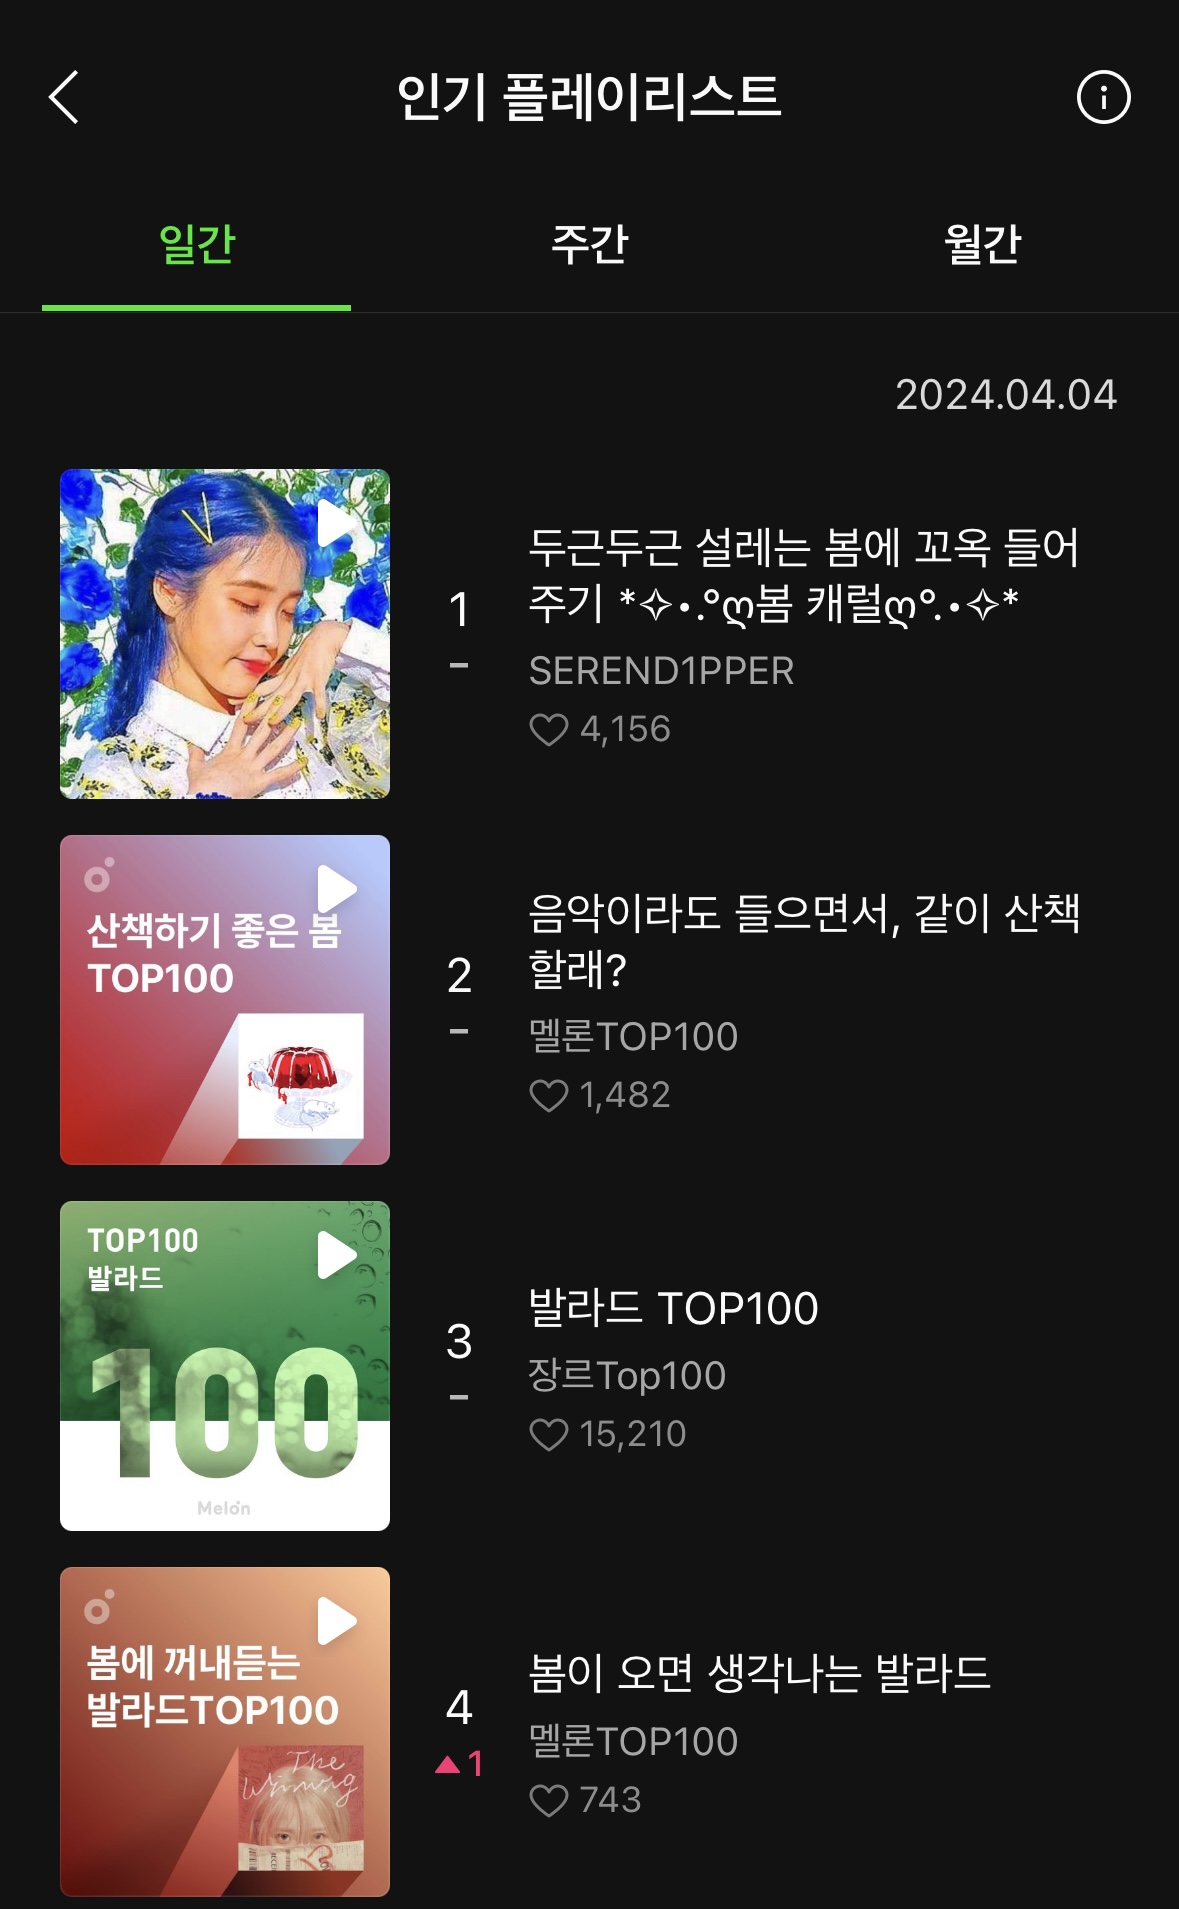 인기 플레이리스트
일간
주간
월간
2024.04.04
1
두근두근 설레는 봄에 꼬옥 들어
주기 *✧･.°ღ봄 캐럴ღ°.･✧*
SEREND1PPER
4,156
산책하기 좋은 봄
TOP100
2
음악이라도 들으면서, 같이 산책
할래?
멜론TOP100
1,482
TOP100
발라드
100
Melon
3
발라드 TOP100
장르Top100
15,210
봄에 꺼내듣는
발라드TOP100
The
Winning
4
▲1
봄이 오면 생각나는 발라드
멜론TOP100
743